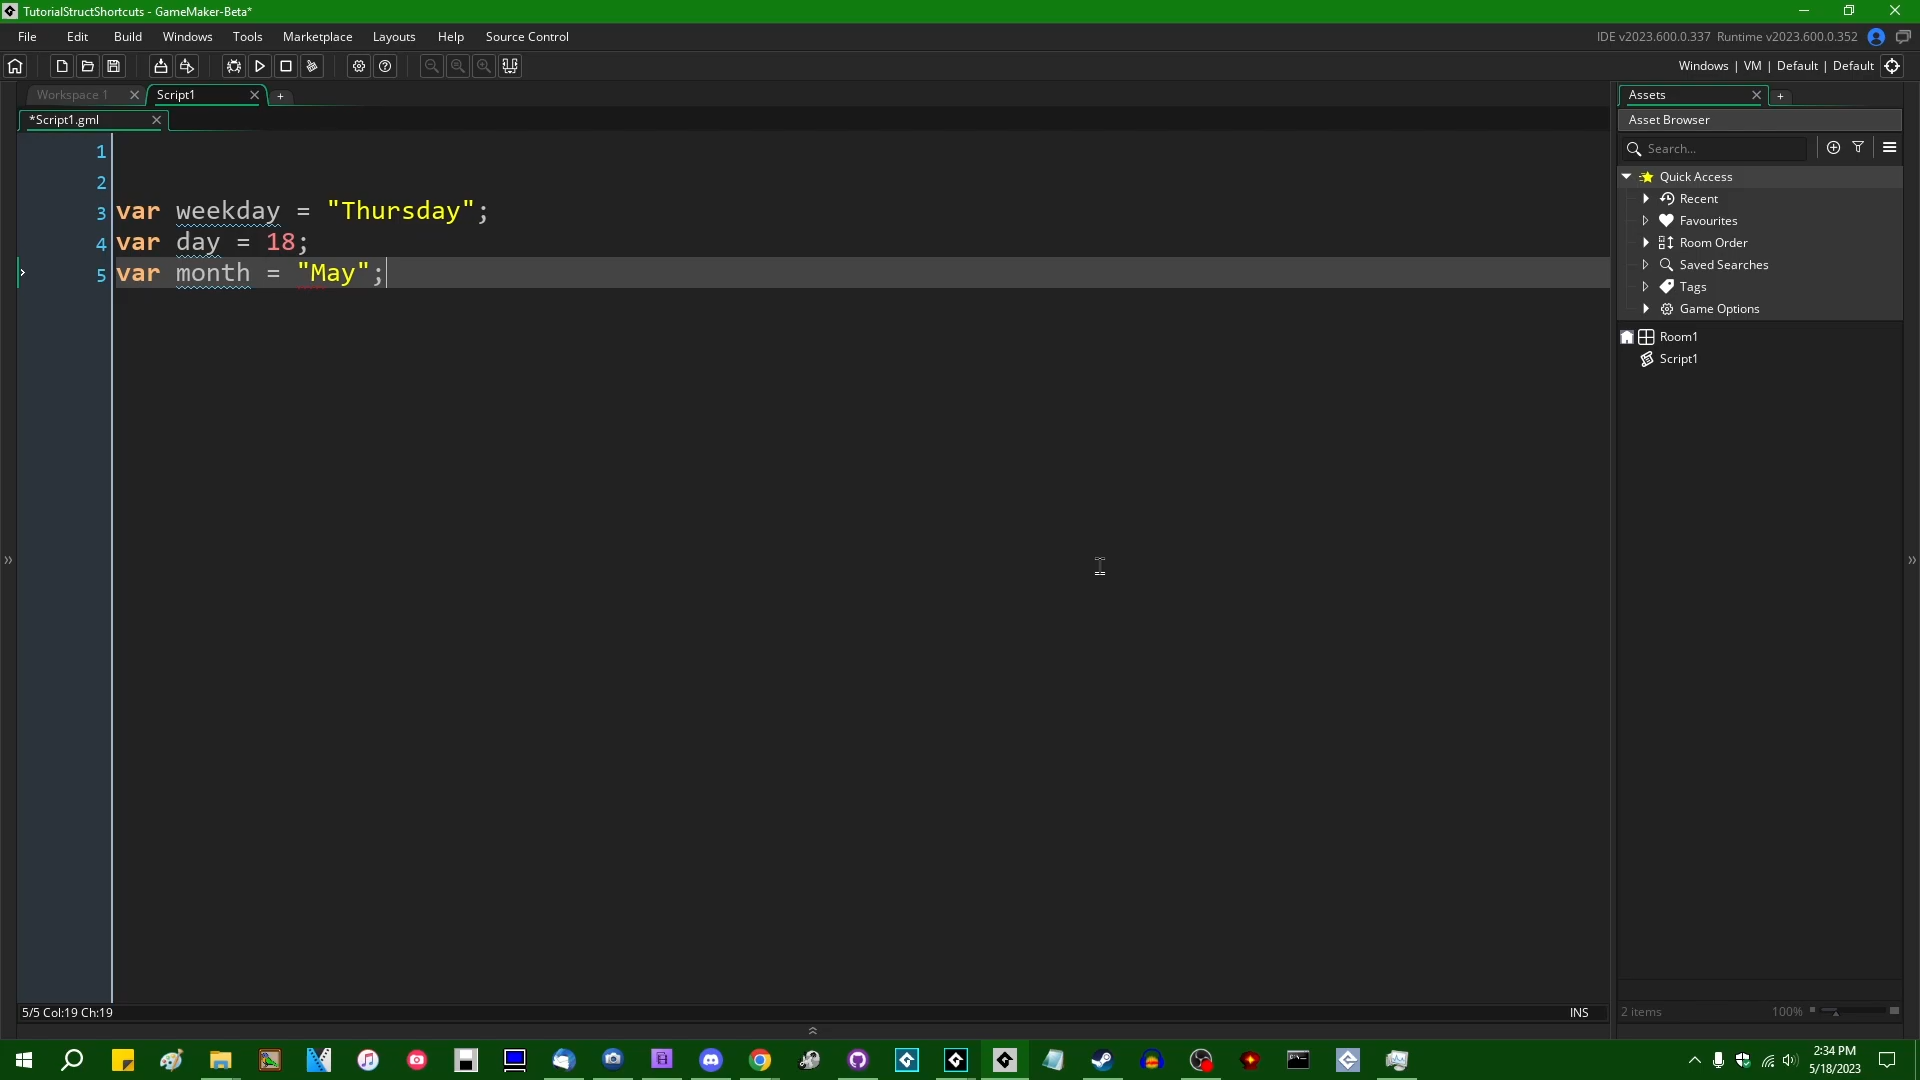 TutorialStructShortcuts - GameMaker-Beta*
File Edit Build Windows Tools Marketplace Layouts Help Source Control
IDE v2023.600.0.337 Runtime v2023.600.0.352
Windows | VM | Default | Default
Workspace 1
Script1
Assets
*Script1.gml
Asset Browser
Search...
1
2
3 var weekday = "Thursday";
4 var day = 18;
5 var month = "May";
Quick Access
Recent
Favourites
Room Order
Saved Searches
Tags
Game Options
Room1
Script1
5/5 Col:19 Ch:19
INS
2 items
100%
2:34 PM
5/18/2023